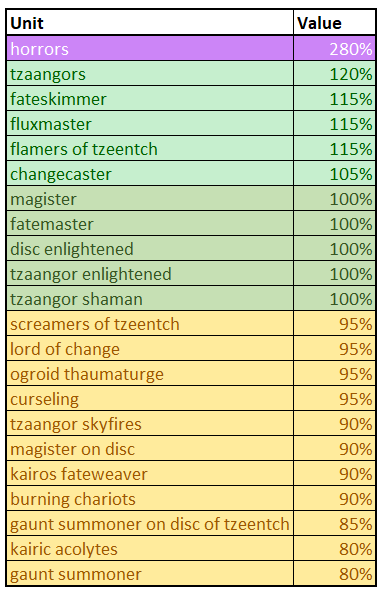 Unit Value
horrors 280%
tzaangors 120%
fateskimmer 115%
fluxmaster 115%
flamers of tzeentch 115%
changecaster 105%
magister 100%
fatemaster 100%
disc enlightened 100%
tzaangor enlightened 100%
tzaangor shaman 100%
screamers of tzeentch 95%
lord of change 95%
ogroid thaumaturge 95%
curseling 95%
tzaangor skyfires 90%
magister on disc 90%
kairos fateweaver 90%
burning chariots 90%
gaunt summoner on disc of tzeentch 85%
kairic acolytes 80%
gaunt summoner 80%